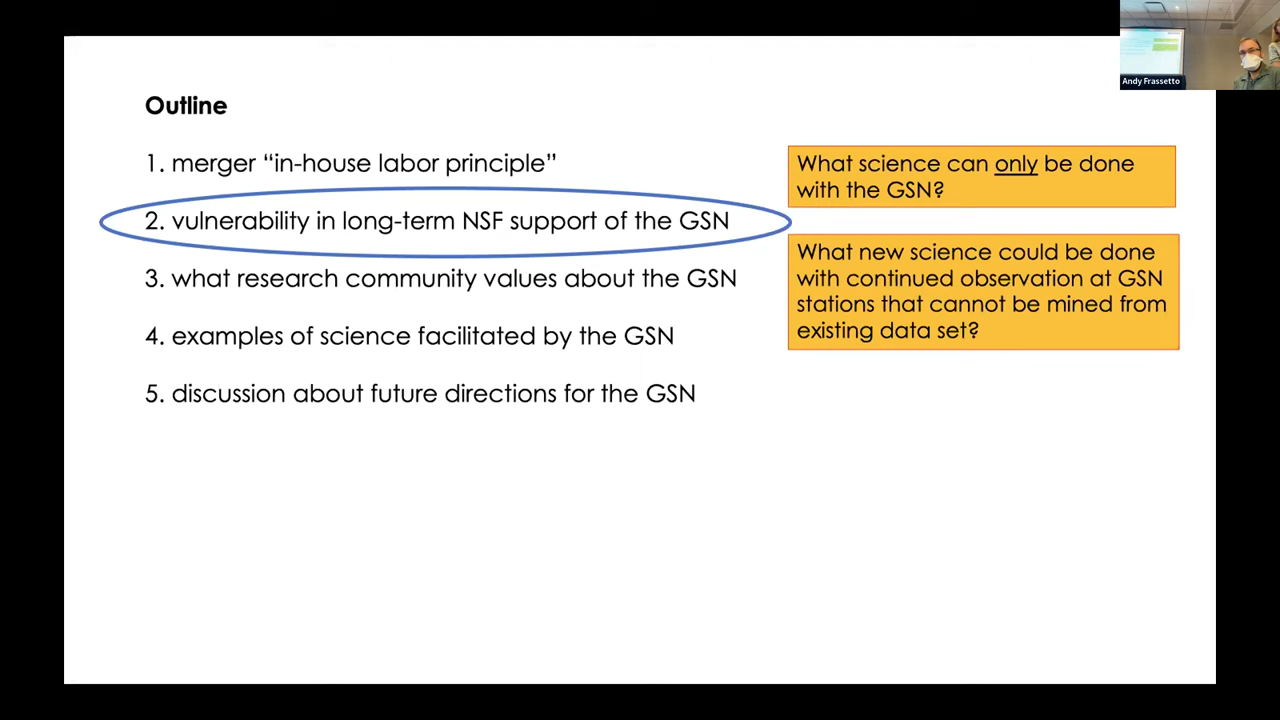 Outline
1. merger “in-house labor principle”
2. vulnerability in long-term NSF support of the GSN
3. what research community values about the GSN
4. examples of science facilitated by the GSN
5. discussion about future directions for the GSN
What science can only be done
with the GSN?
What new science could be done
with continued observation at GSN
stations that cannot be mined from
existing data set?
Andy Frassetto